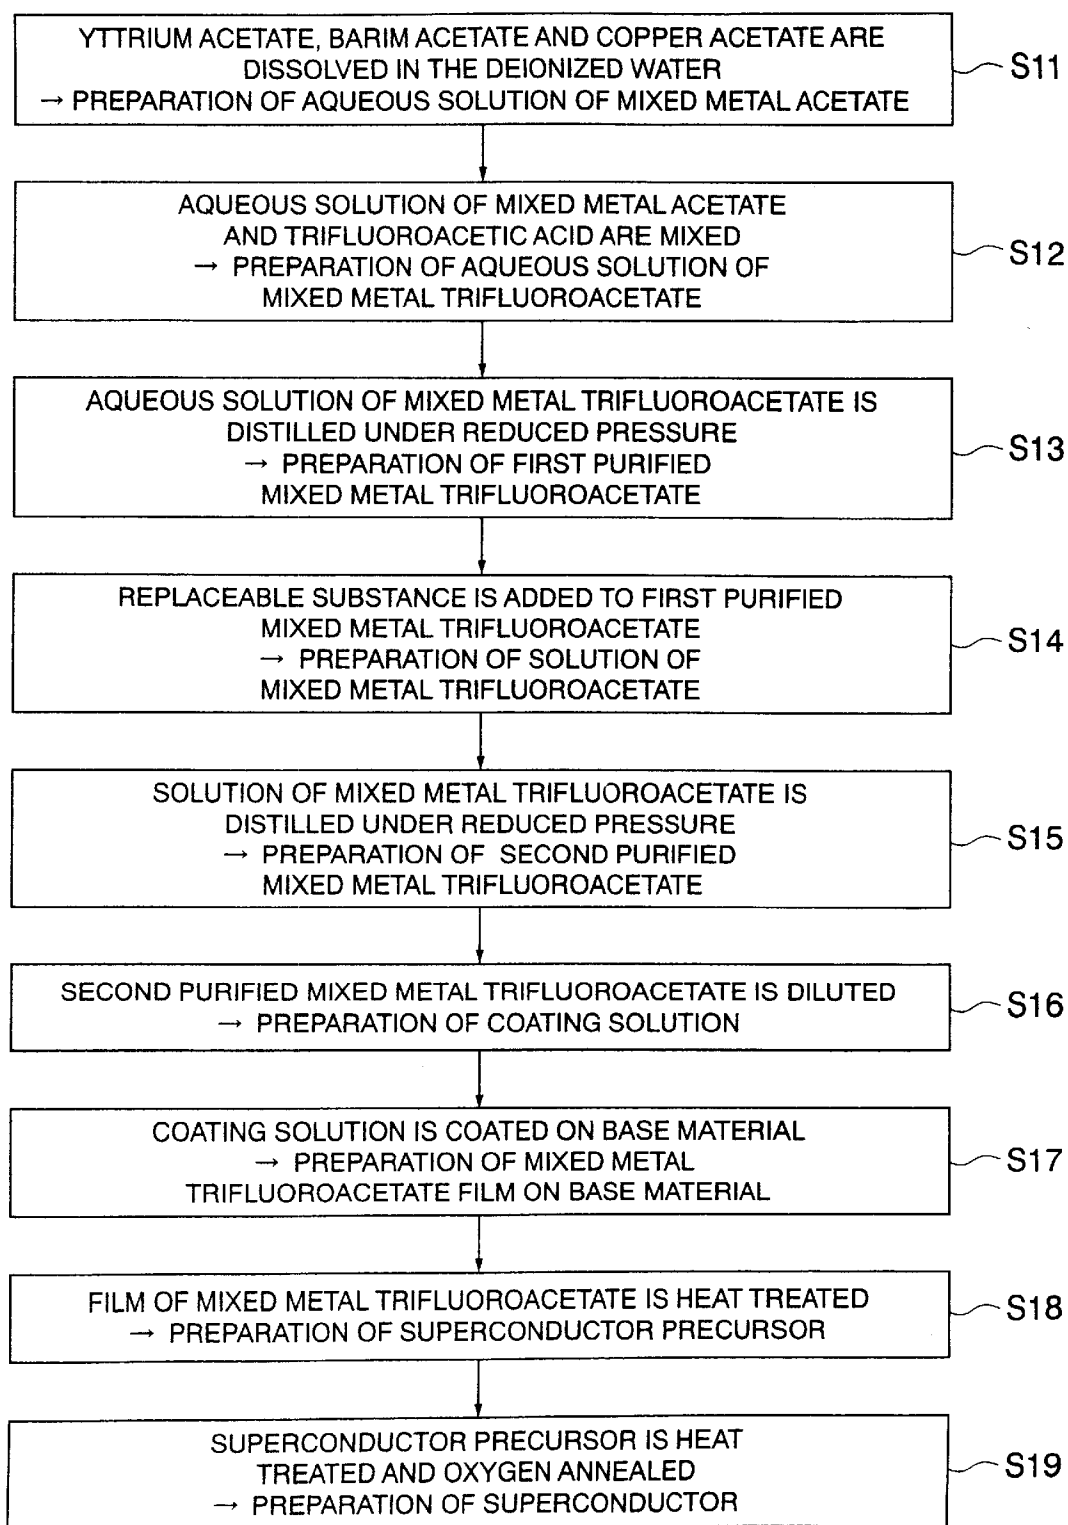 YTTRIUM ACETATE, BARIM ACETATE AND COPPER ACETATE ARE
DISSOLVED IN THE DEIONIZED WATER
→ PREPARATION OF AQUEOUS SOLUTION OF MIXED METAL ACETATE
S11
AQUEOUS SOLUTION OF MIXED METAL ACETATE
AND TRIFLUOROACETIC ACID ARE MIXED
→ PREPARATION OF AQUEOUS SOLUTION OF
MIXED METAL TRIFLUOROACETATE
S12
AQUEOUS SOLUTION OF MIXED METAL TRIFLUOROACETATE IS
DISTILLED UNDER REDUCED PRESSURE
→ PREPARATION OF FIRST PURIFIED
MIXED METAL TRIFLUOROACETATE
S13
REPLACEABLE SUBSTANCE IS ADDED TO FIRST PURIFIED
MIXED METAL TRIFLUOROACETATE
→ PREPARATION OF SOLUTION OF
MIXED METAL TRIFLUOROACETATE
S14
SOLUTION OF MIXED METAL TRIFLUOROACETATE IS
DISTILLED UNDER REDUCED PRESSURE
→ PREPARATION OF SECOND PURIFIED
MIXED METAL TRIFLUOROACETATE
S15
SECOND PURIFIED MIXED METAL TRIFLUOROACETATE IS DILUTED
→ PREPARATION OF COATING SOLUTION
S16
COATING SOLUTION IS COATED ON BASE MATERIAL
→ PREPARATION OF MIXED METAL
TRIFLUOROACETATE FILM ON BASE MATERIAL
S17
FILM OF MIXED METAL TRIFLUOROACETATE IS HEAT TREATED
→ PREPARATION OF SUPERCONDUCTOR PRECURSOR
S18
SUPERCONDUCTOR PRECURSOR IS HEAT
TREATED AND OXYGEN ANNEALED
→ PREPARATION OF SUPERCONDUCTOR
S19